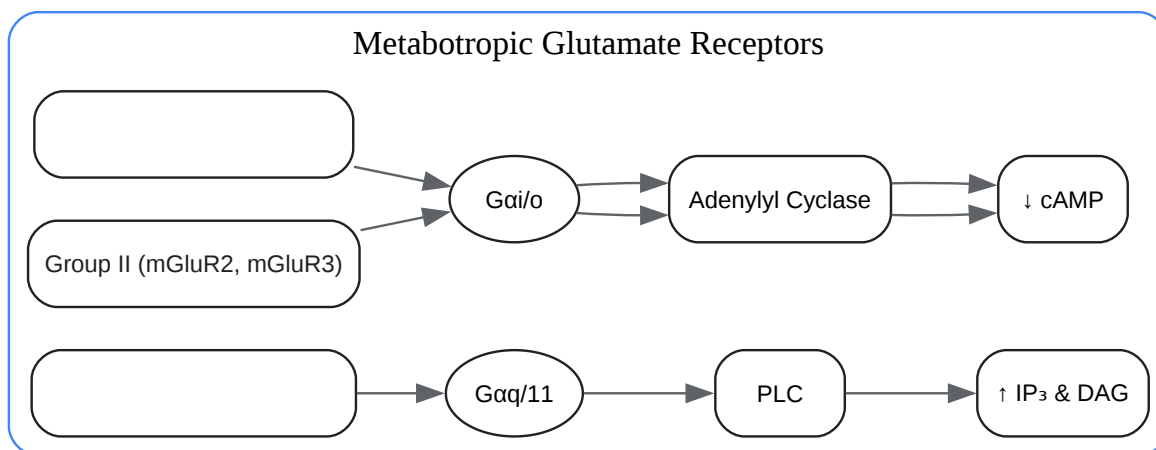 Metabotropic Glutamate Receptors
Gαi/o
Adenylyl Cyclase
↓ cAMP
Group II (mGluR2, mGluR3)
Gαq/11
PLC
↑ IP₃ & DAG